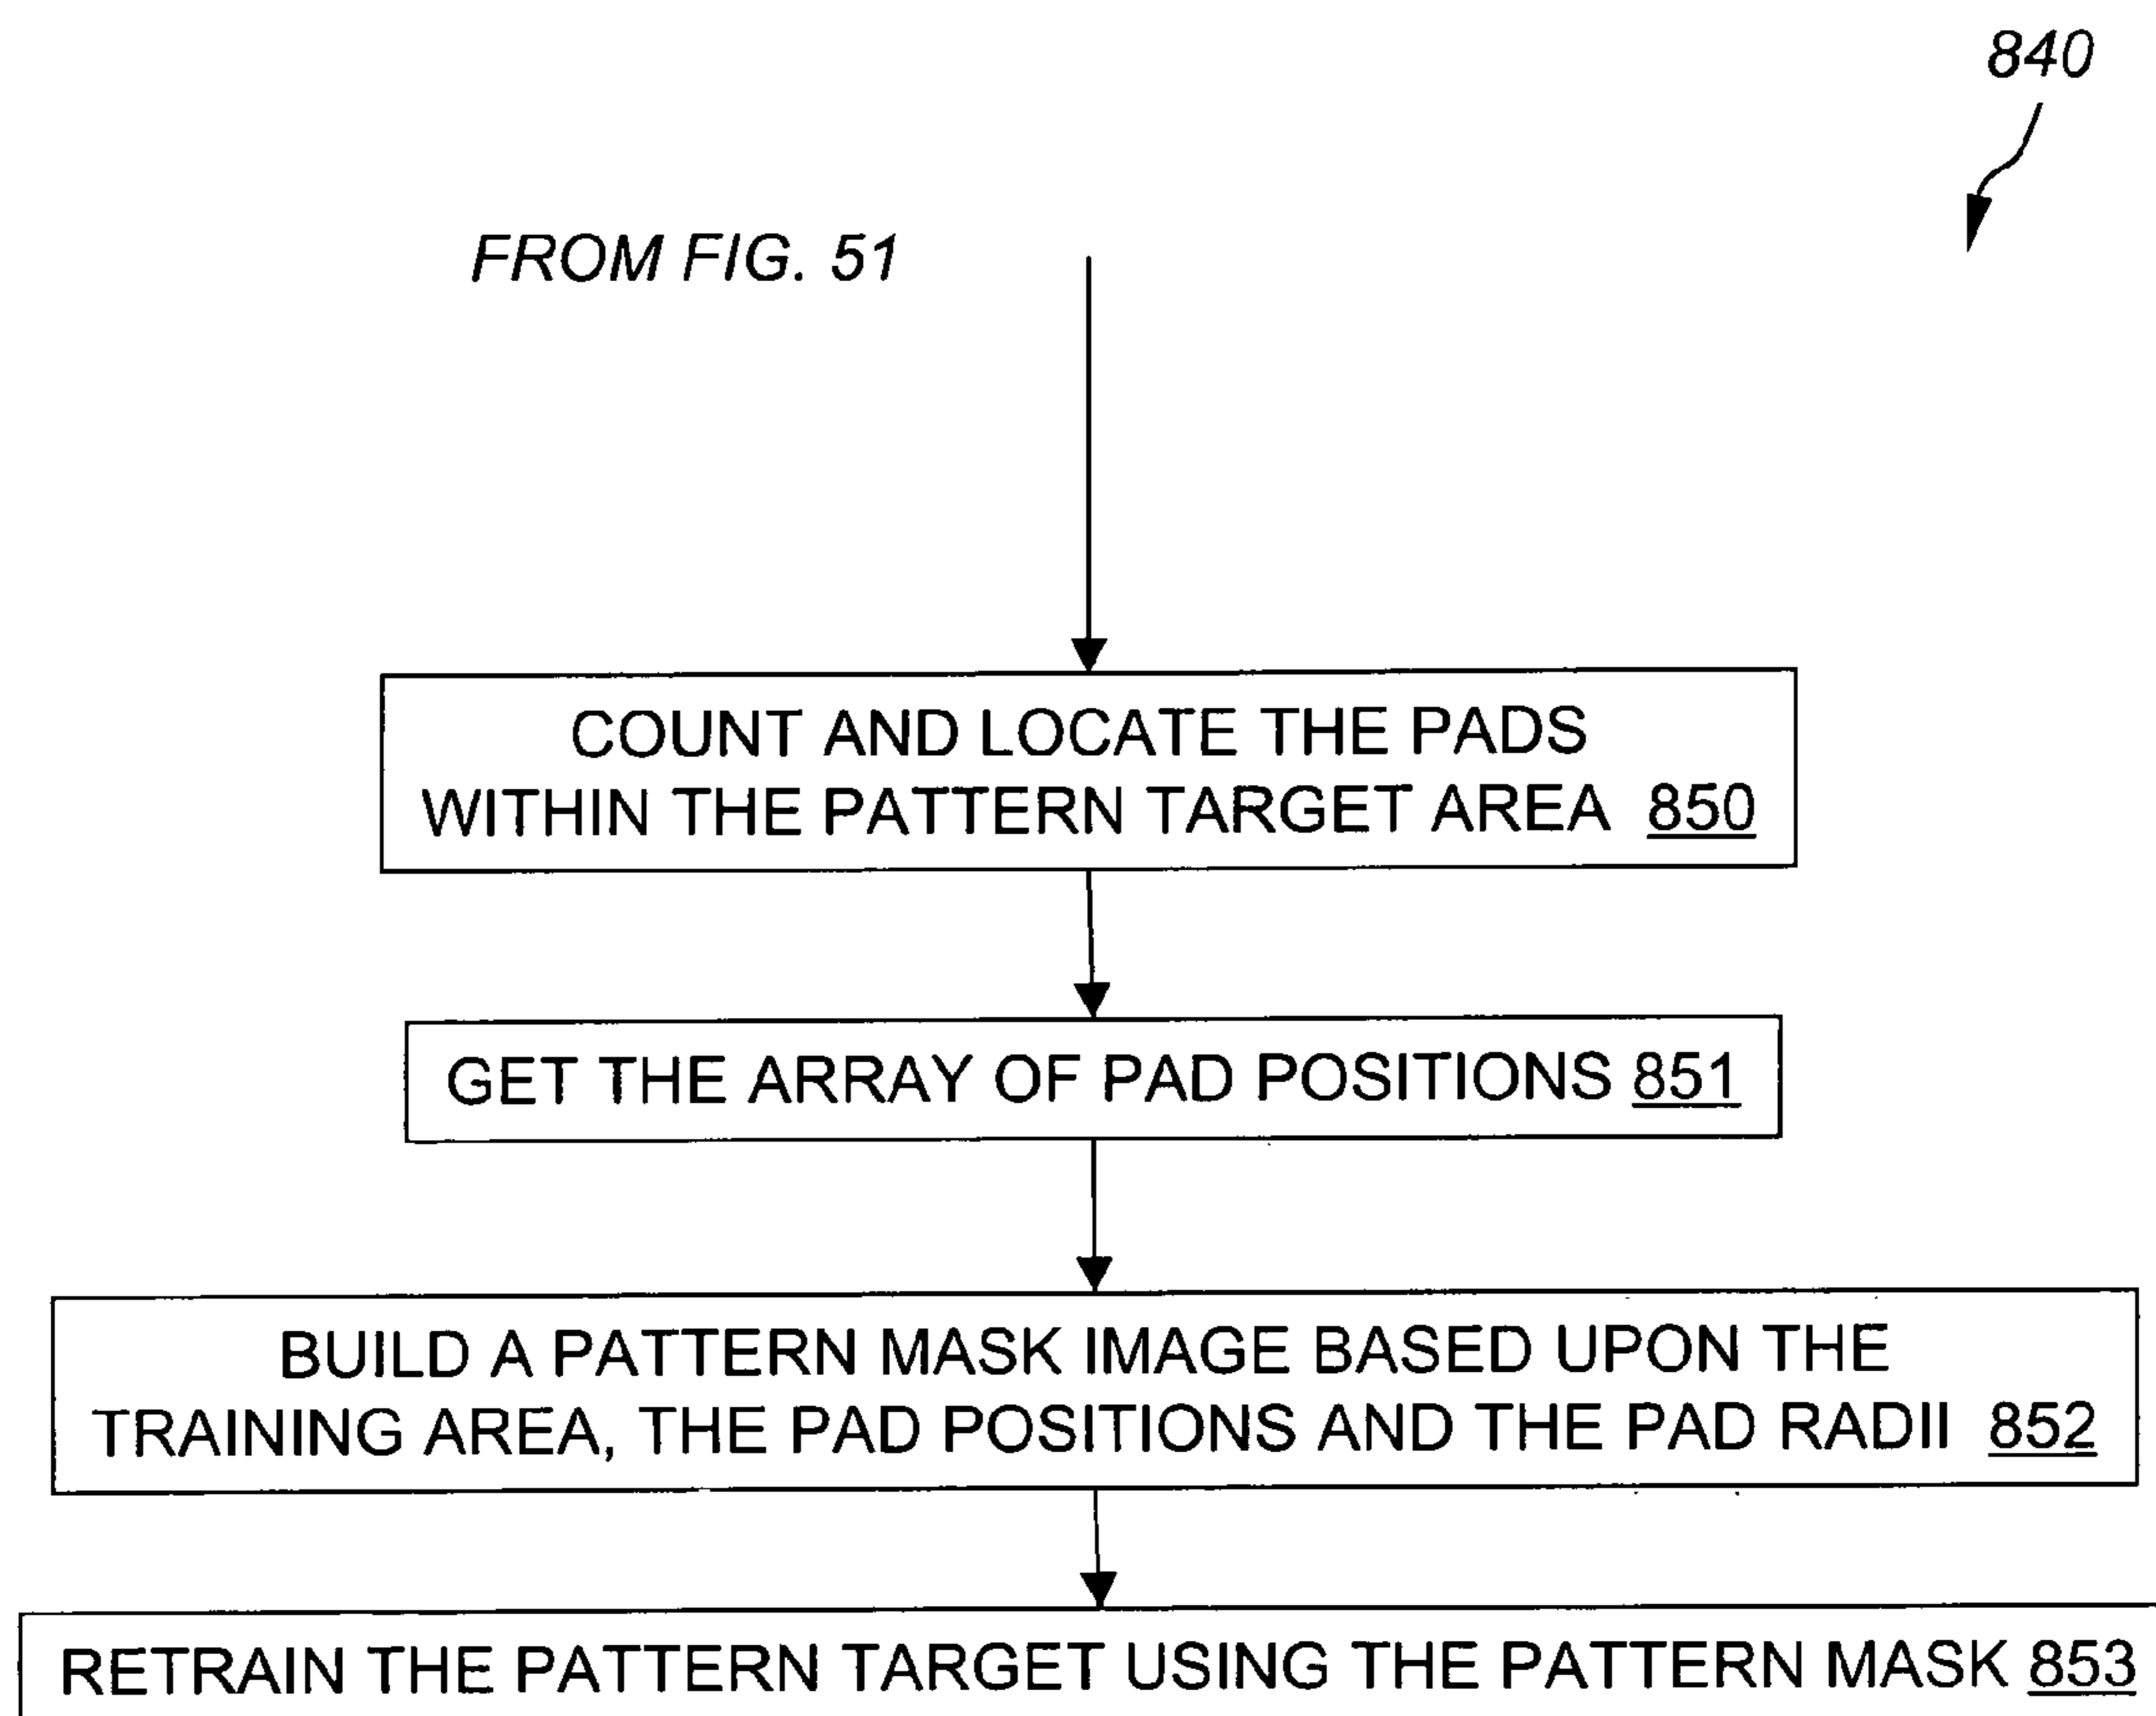 840
FROM FIG. 51
COUNT AND LOCATE THE PADS
WITHIN THE PATTERN TARGET AREA 850
GET THE ARRAY OF PAD POSITIONS 851
BUILD A PATTERN MASK IMAGE BASED UPON THE
TRAINING AREA, THE PAD POSITIONS AND THE PAD RADII 852
RETRAIN THE PATTERN TARGET USING THE PATTERN MASK 853